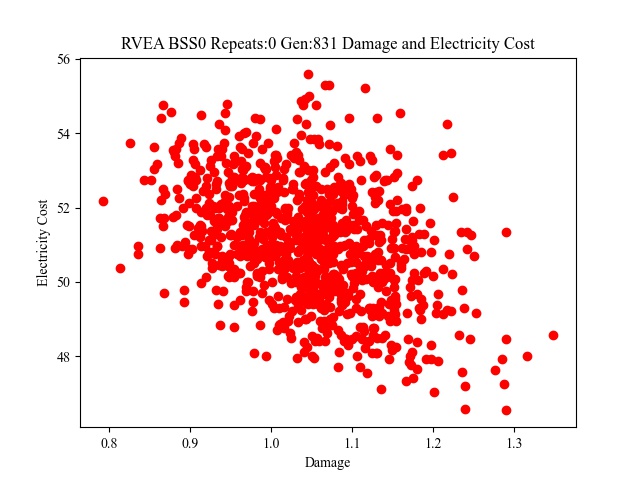 RVEA BSS0 Repeats:0 Gen:831 Damage and Electricity Cost
56
54
52
50
48
Electricity Cost
0.8 0.9 1.0 1.1 1.2 1.3
Damage